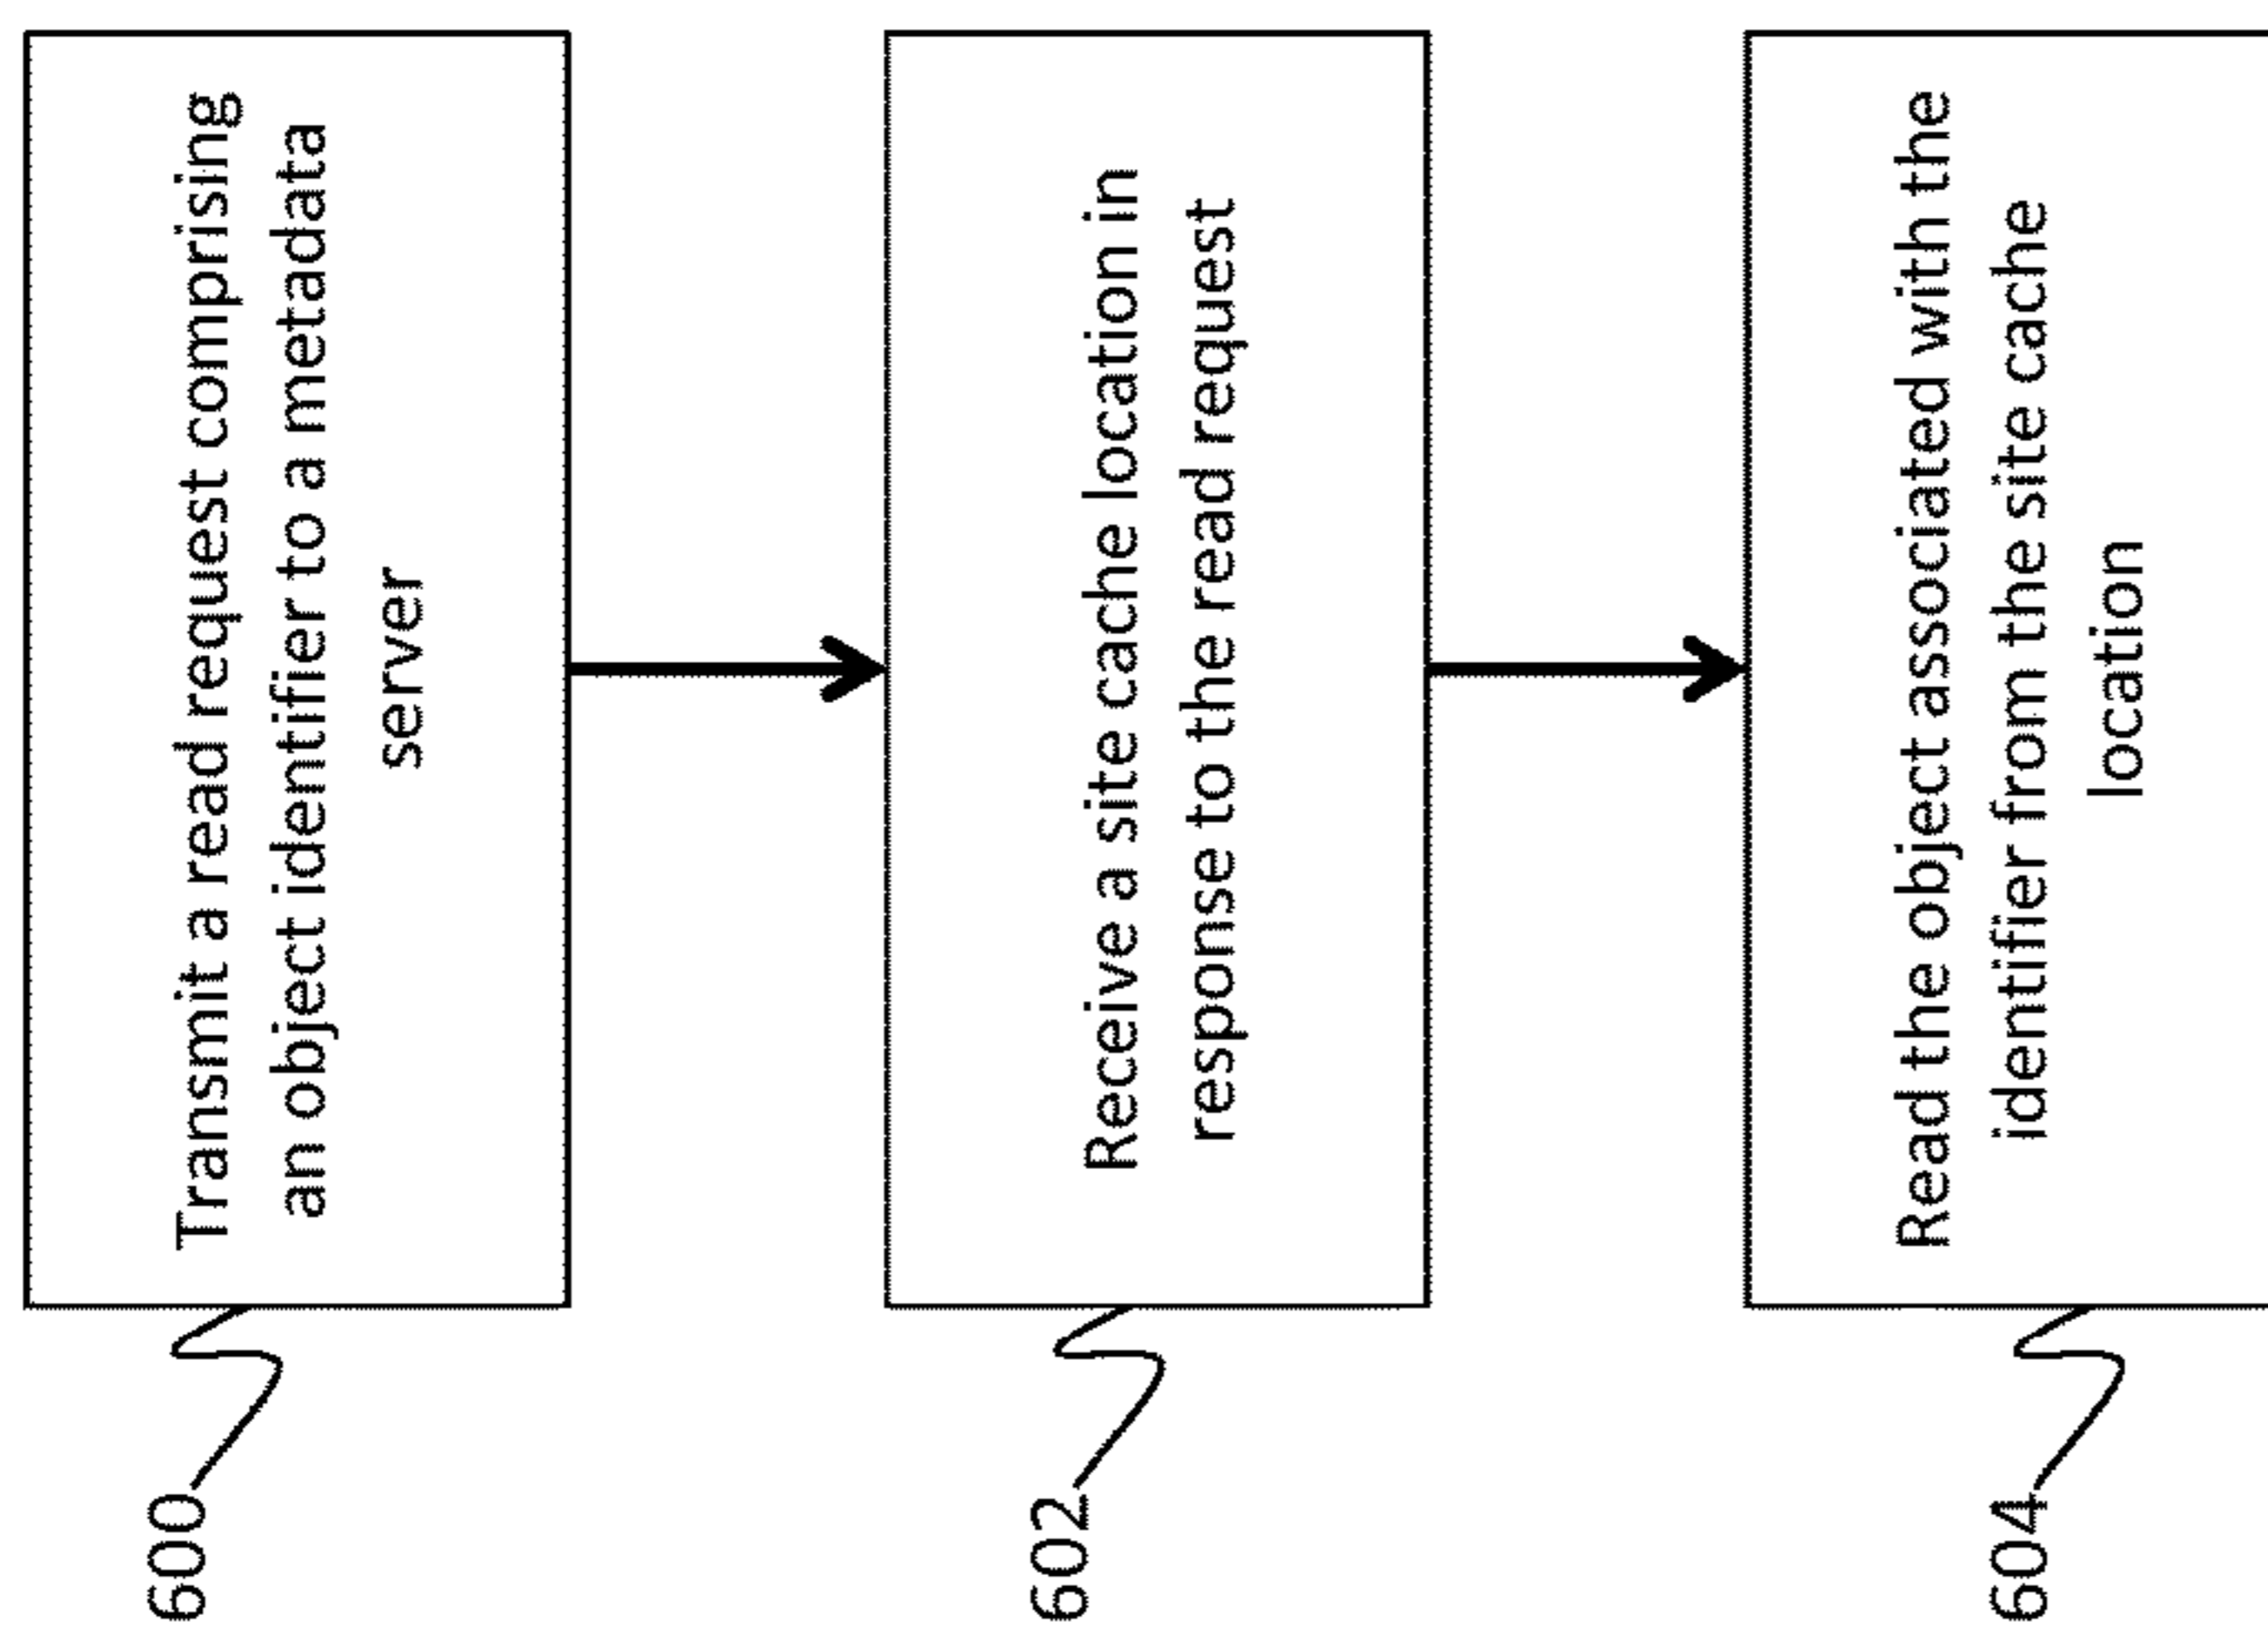 600
Transmit a read request comprising
an object identifier to a metadata
server
602
Receive a site cache location in
response to the read request
604
Read the object associated with the
identifier from the site cache
location